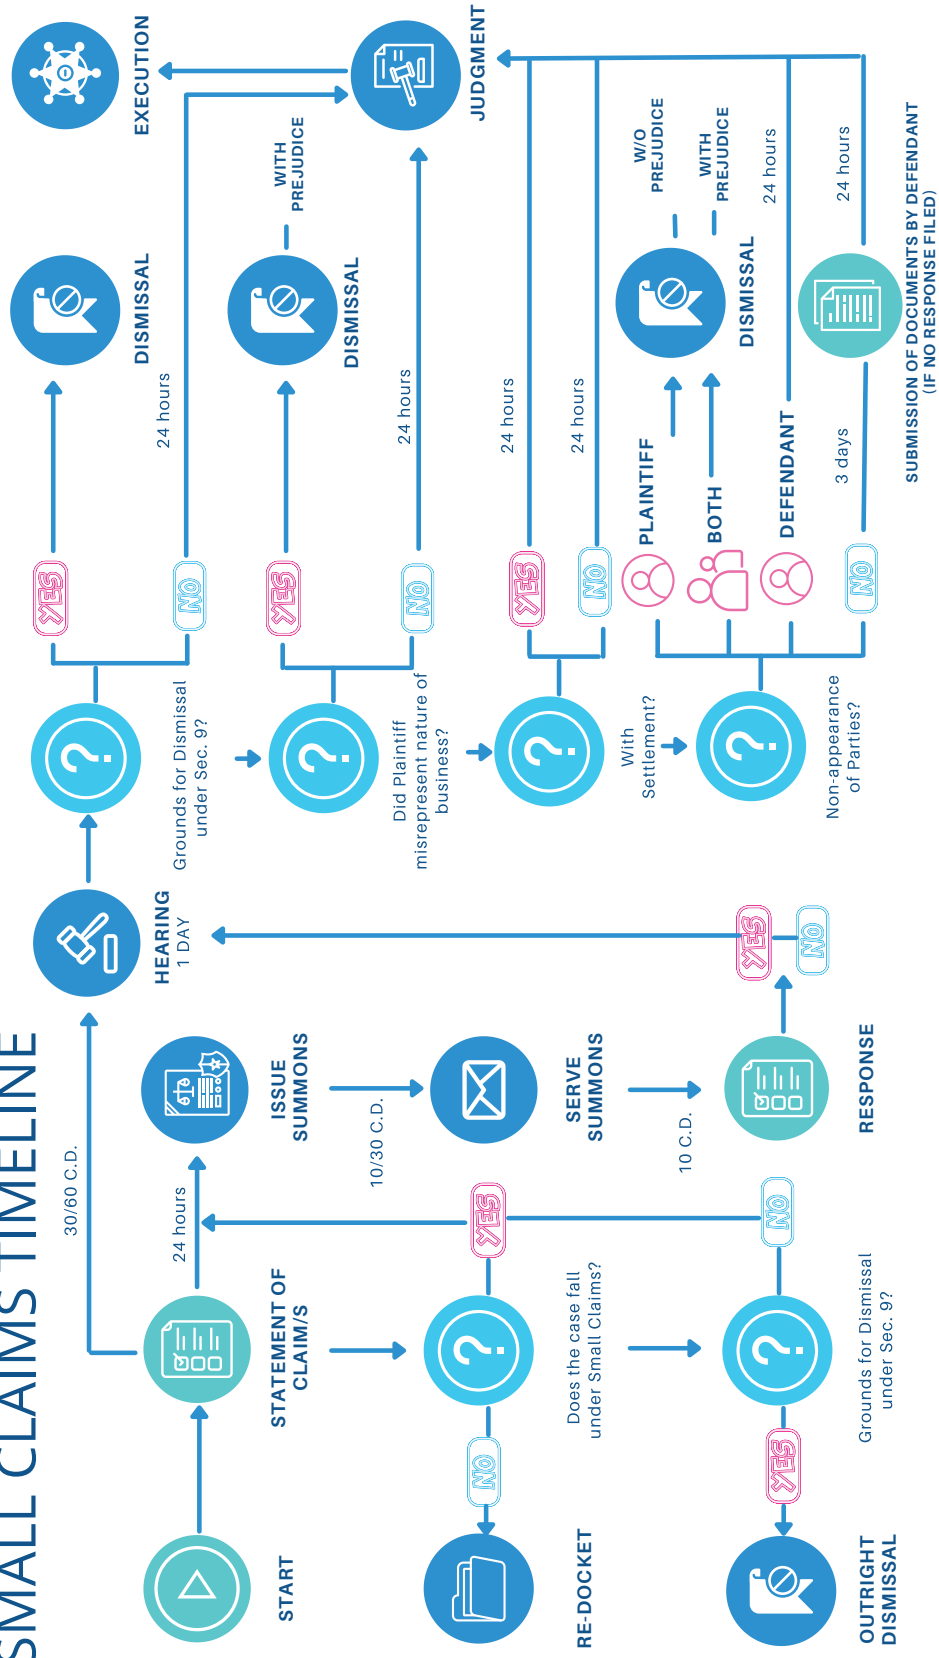 SMALL CLAIMS TIMELINE
START
STATEMENT OF
CLAIM/S
24 hours
30/60 C.D.
ISSUE
SUMMONS
HEARING
1 DAY
Grounds for Dismissal
under Sec. 9?
YES
NO
24 hours
DISMISSAL
EXECUTION
RE-DOCKET
NO
Does the case fall
under Small Claims?
YES
10/30 C.D.
SERVE
SUMMONS
Did Plaintiff
misrepresent nature of
business?
YES
NO
24 hours
DISMISSAL
WITH
PREJUDICE
JUDGMENT
OUTRIGHT
DISMISSAL
YES
Grounds for Dismissal
under Sec. 9?
NO
10 C.D.
RESPONSE
YES
NO
With
Settlement?
YES
NO
24 hours
24 hours
Non-appearance
of Parties?
PLAINTIFF
BOTH
DEFENDANT
NO
DISMISSAL
W/O
PREJUDICE
WITH
PREJUDICE
24 hours
3 days
24 hours
SUBMISSION OF DOCUMENTS BY DEFENDANT
(IF NO RESPONSE FILED)